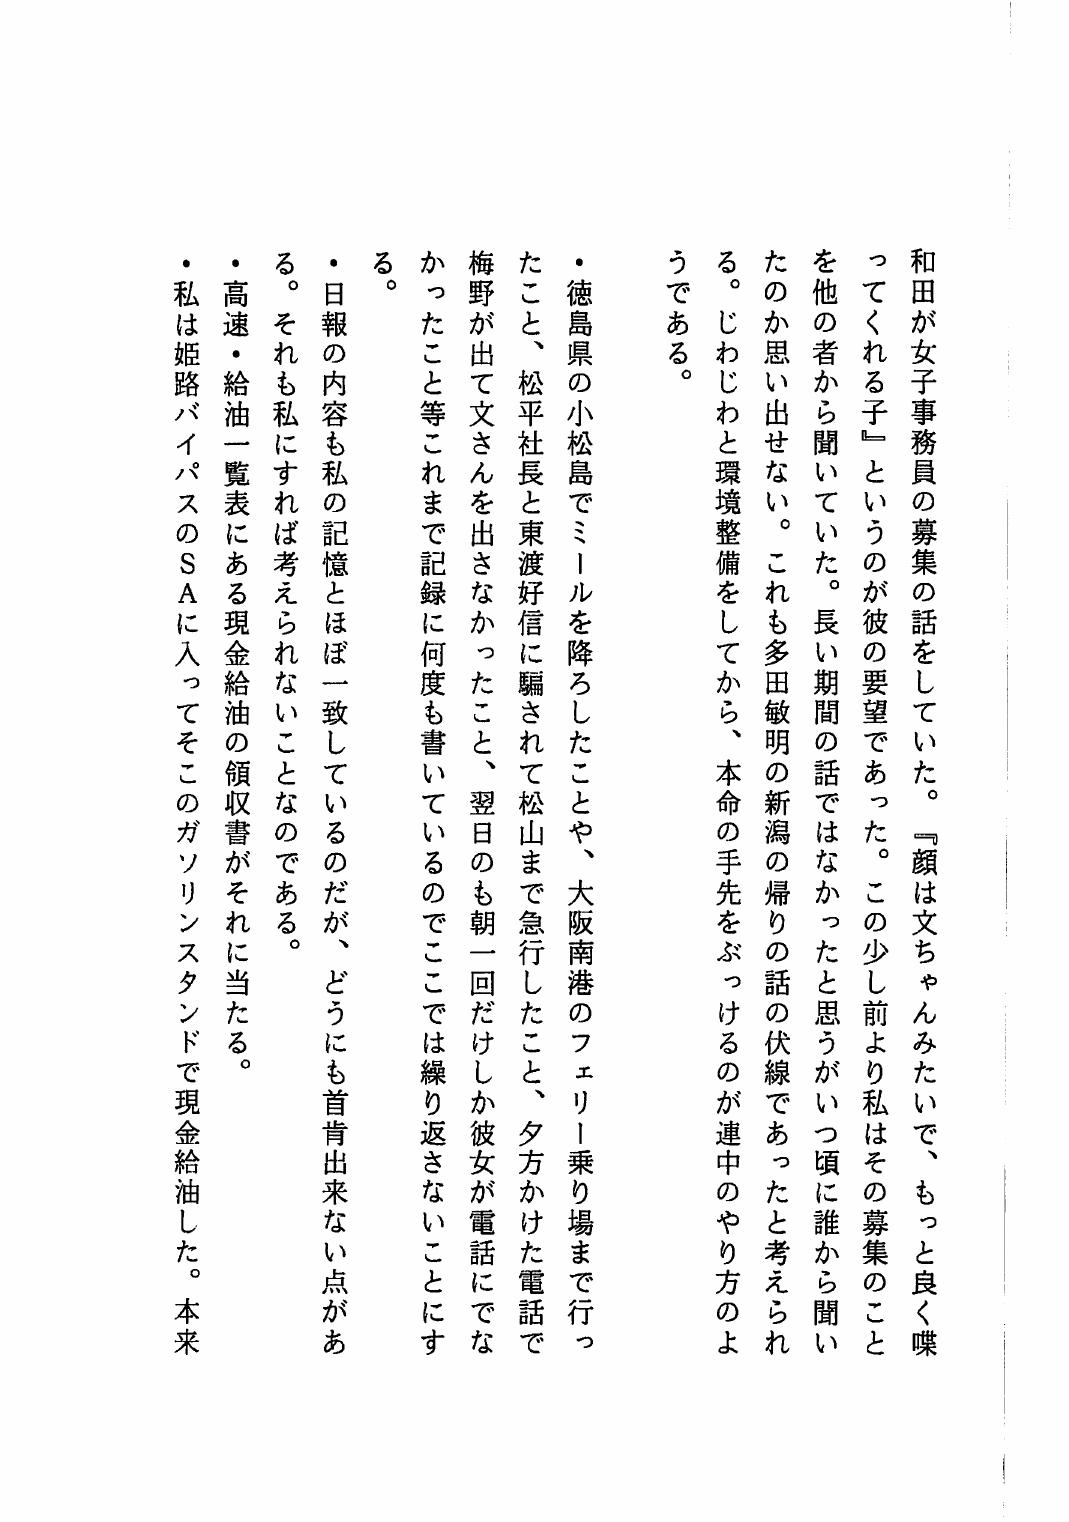 和田が女子事務員の募集の話をしていた。『顔は文ちゃんみたいで、もっと良く喋
ってくれる子』というのが彼の要望であった。この少し前より私はその募集のこと
を他の者から聞いていた。長い期間の話ではなかったと思うがいつ頃に誰から聞い
たのか思い出せない。これも多田敏明の新潟の帰りの話の伏線であったと考えられ
る。じわじわと環境整備をしてから、本命の手先をぶっけるのが連中のやり方のよ
うである。
・徳島県の小松島でミールを降ろしたことや、大阪南港のフェリー乗り場まで行っ
たこと、松平社長と東渡好信に騙されて松山まで急行したこと、夕方かけた電話で
梅野が出て文さんを出さなかったこと、翌日のも朝一回だけしか彼女が電話にでな
かったこと等これまで記録に何度も書いているのでここでは繰り返さないことにす
る。
・日報の内容も私の記憶とほぼ一致しているのだが、どうにも首肯出来ない点があ
る。それも私にすれば考えられないことなのである。
・高速・給油一覧表にある現金給油の領収書がそれに当たる。
・私は姫路バイパスのＳＡに入ってそこのガソリンスタンドで現金給油した。本来